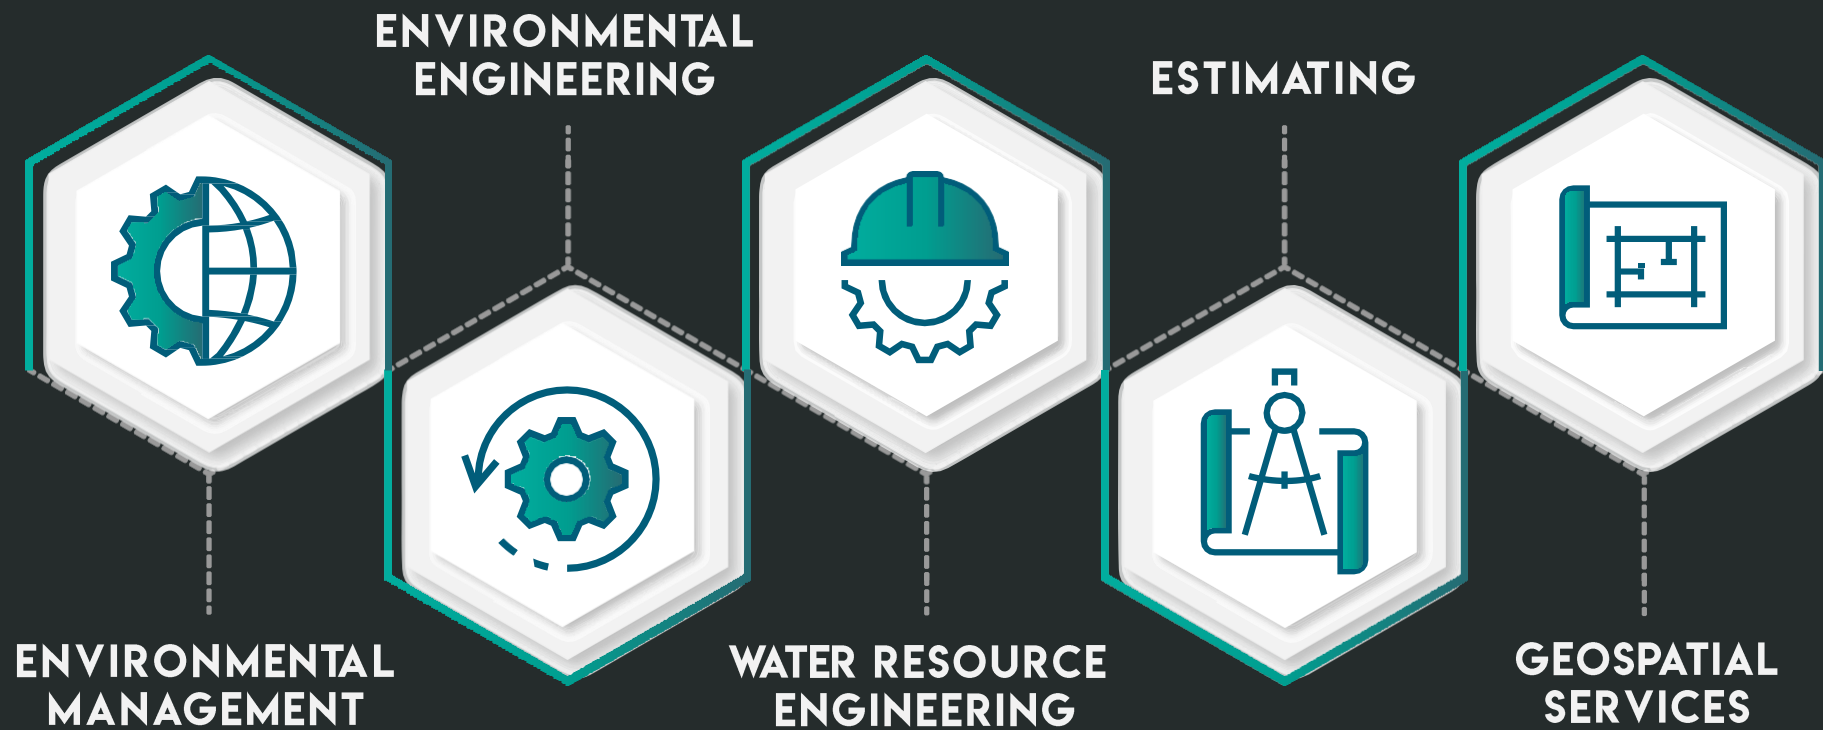 ENVIRONMENTAL
ENGINEERING
ESTIMATING
ENVIRONMENTAL
MANAGEMENT
WATER RESOURCE
ENGINEERING
GEOSPATIAL
SERVICES